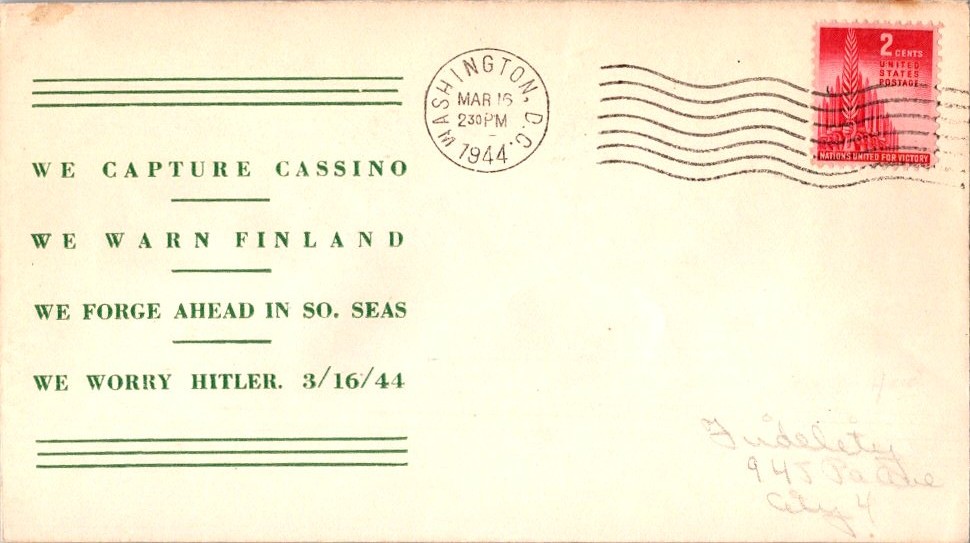 WE CAPTURE CASSINO
WE WARN FINLAND
WE FORGE AHEAD IN SO. SEAS
WE WORRY HITLER. 3/16/44
WASHINGTON, D.C.
MAR 16
230 PM
1944
2 CENTS
UNITED
STATES
POSTAGE
NATIONS UNITED FOR VICTORY
Fidelety
945 Pa Ave
City 4